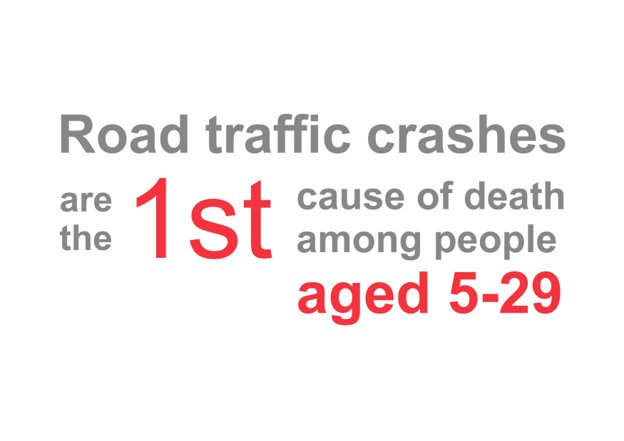 Road traffic crashes
are the 1st cause of death
among people
aged 5-29